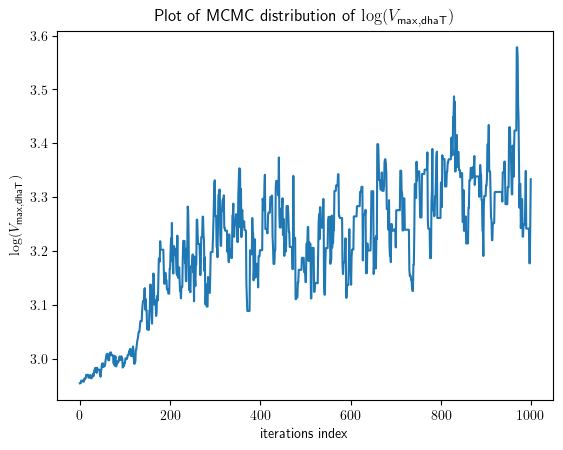 Plot of MCMC distribution of log(V_max,dhaT)
3.6
3.5
3.4
3.3
3.2
3.1
3.0
log(V_max,dhaT)
0 200 400 600 800 1000
iterations index